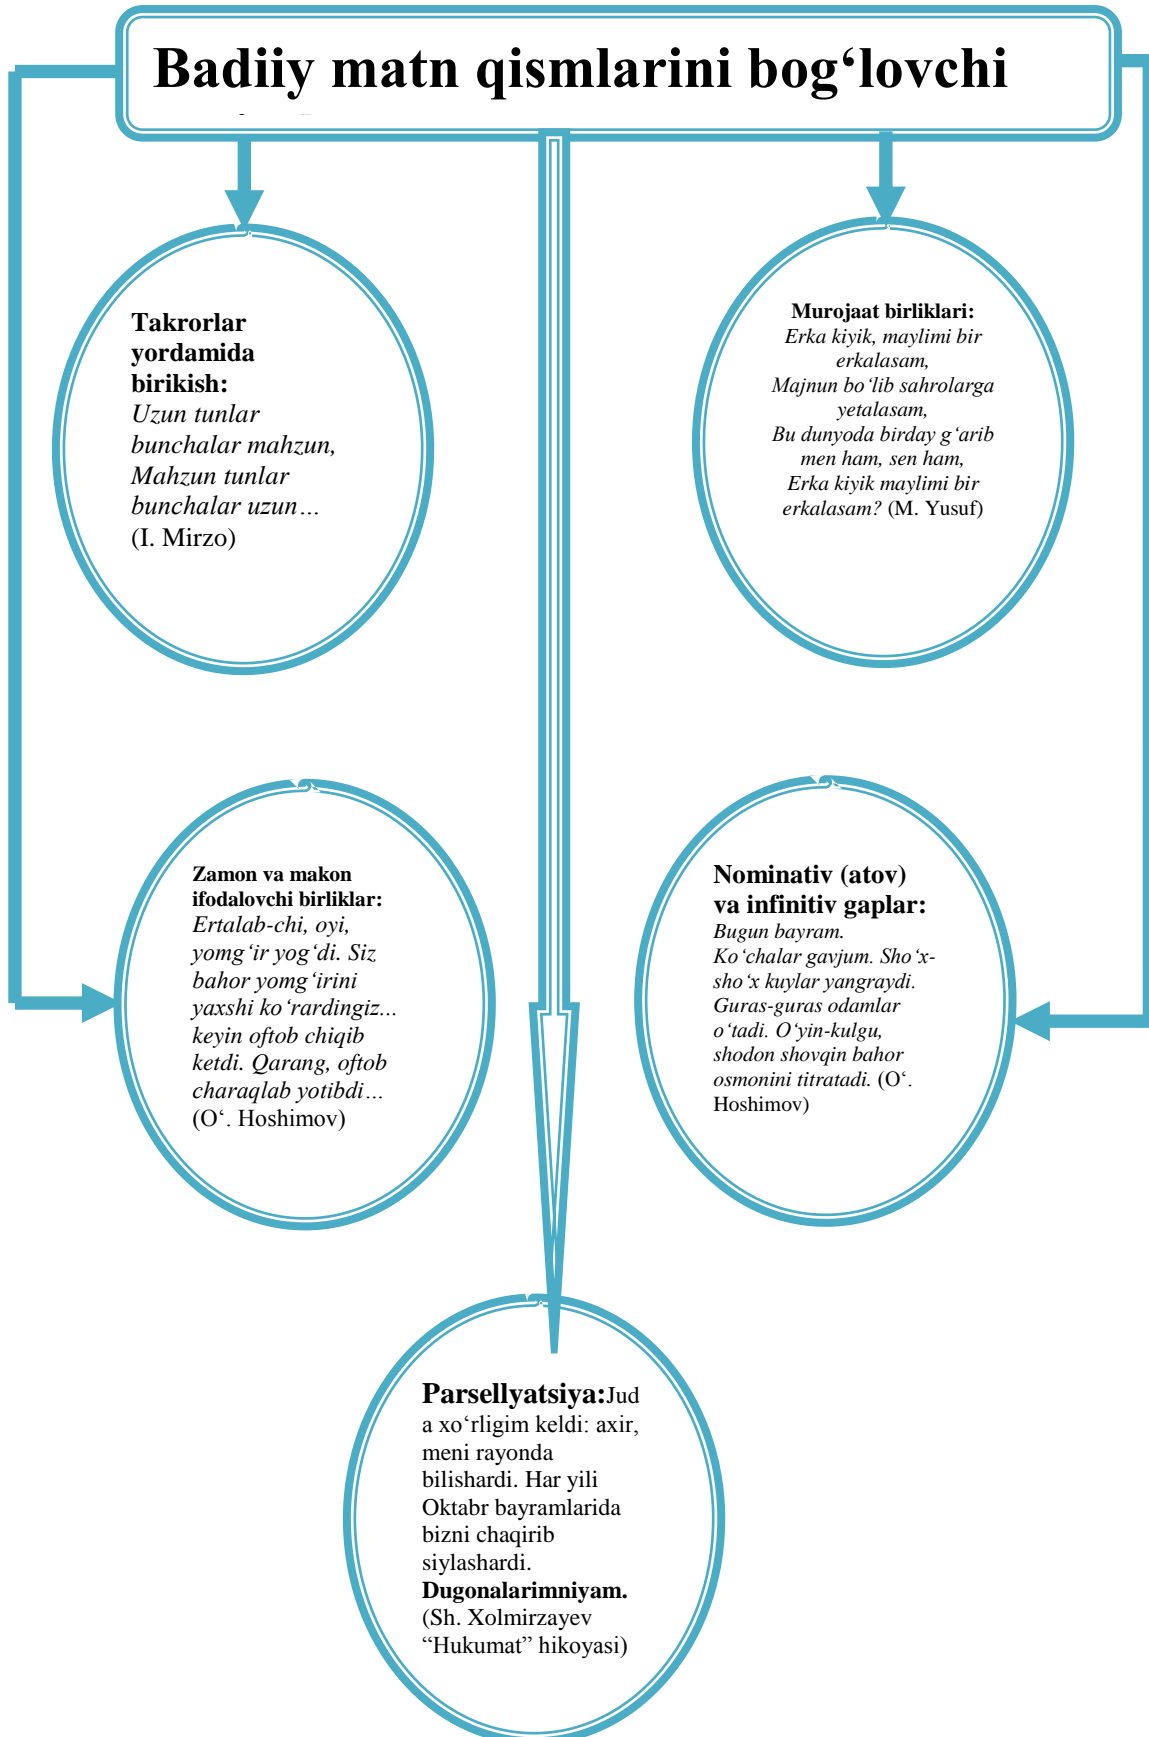 Badiiy matn qismlarini bog‘lovchi
Takrorlar
yordamida
birikish:
Uzun tunlar
bunchalar mahzun,
Mahzun tunlar
bunchalar uzun…
(I. Mirzo)
Murojaat birliklari:
Erka kiyik, maylimi bir
erkalasam,
Majnun bo‘lib sahrolarga
yetalasam,
Bu dunyoda birday g‘arib
men ham, sen ham,
Erka kiyik maylimi bir
erkalasam? (M. Yusuf)
Zamon va makon
ifodalovchi birliklar:
Ertalab-chi, oyi,
yomg‘ir yog‘di. Siz
bahor yomg‘irini
yaxshi ko‘rardingiz...
keyin oftob chiqib
ketdi. Qarang, oftob
charaqlab yotibdi…
(O‘. Hoshimov)
Nominativ (atov)
va infinitiv gaplar:
Bugun bayram.
Ko‘chalar gavjum. Sho‘x-
sho‘x kuylar yangraydi.
Guras-guras odamlar
o‘tadi. O‘yin-kulgu,
shodon shovqin bahor
osmonini titratadi. (O‘.
Hoshimov)
Parsellyatsiya:Jud
a xo‘rligim keldi: axir,
meni rayonda
bilishardi. Har yili
Oktabr bayramlarida
bizni chaqirib
siylashardi.
Dugonalarimniyam.
(Sh. Xolmirzayev
“Hukumat” hikoyasi)